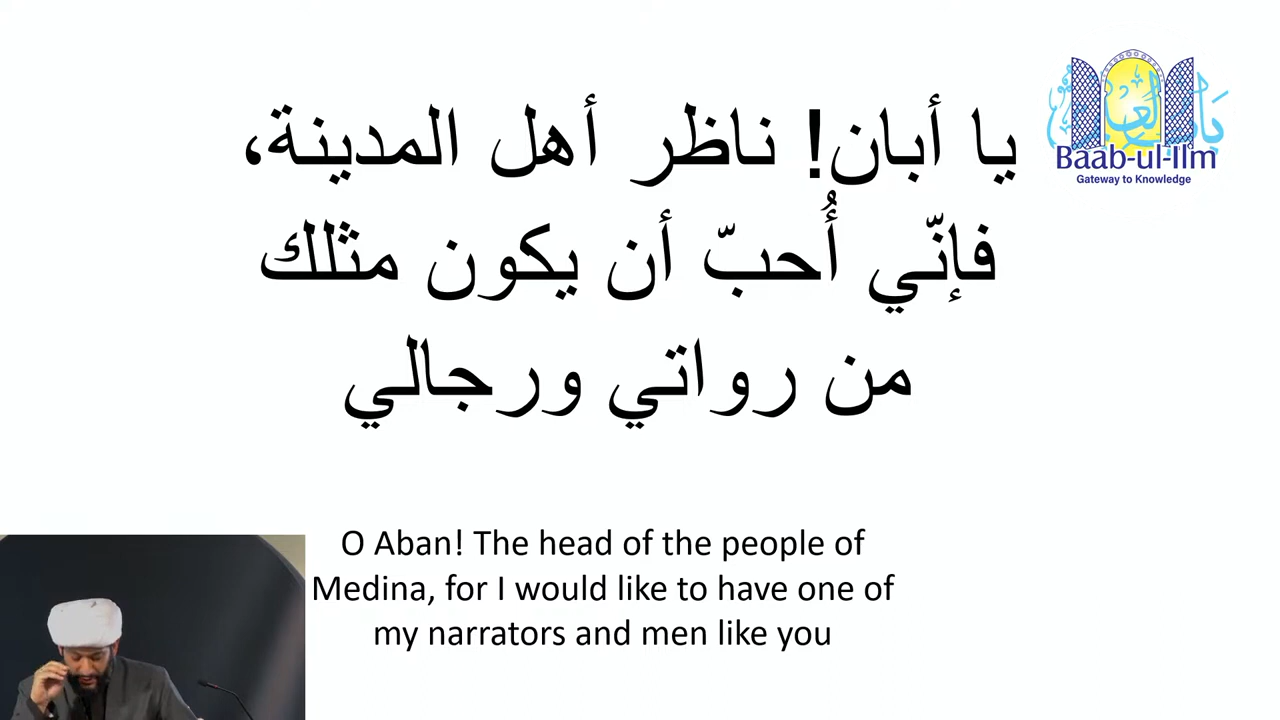 يا أبان! ناظر أهل المدينة،
فإنّي أُحبّ أن يكون مثلك
من رواتي ورجالي
Baab-ul-Ilm
Gateway to Knowledge
O Aban! The head of the people of
Medina, for I would like to have one of
my narrators and men like you